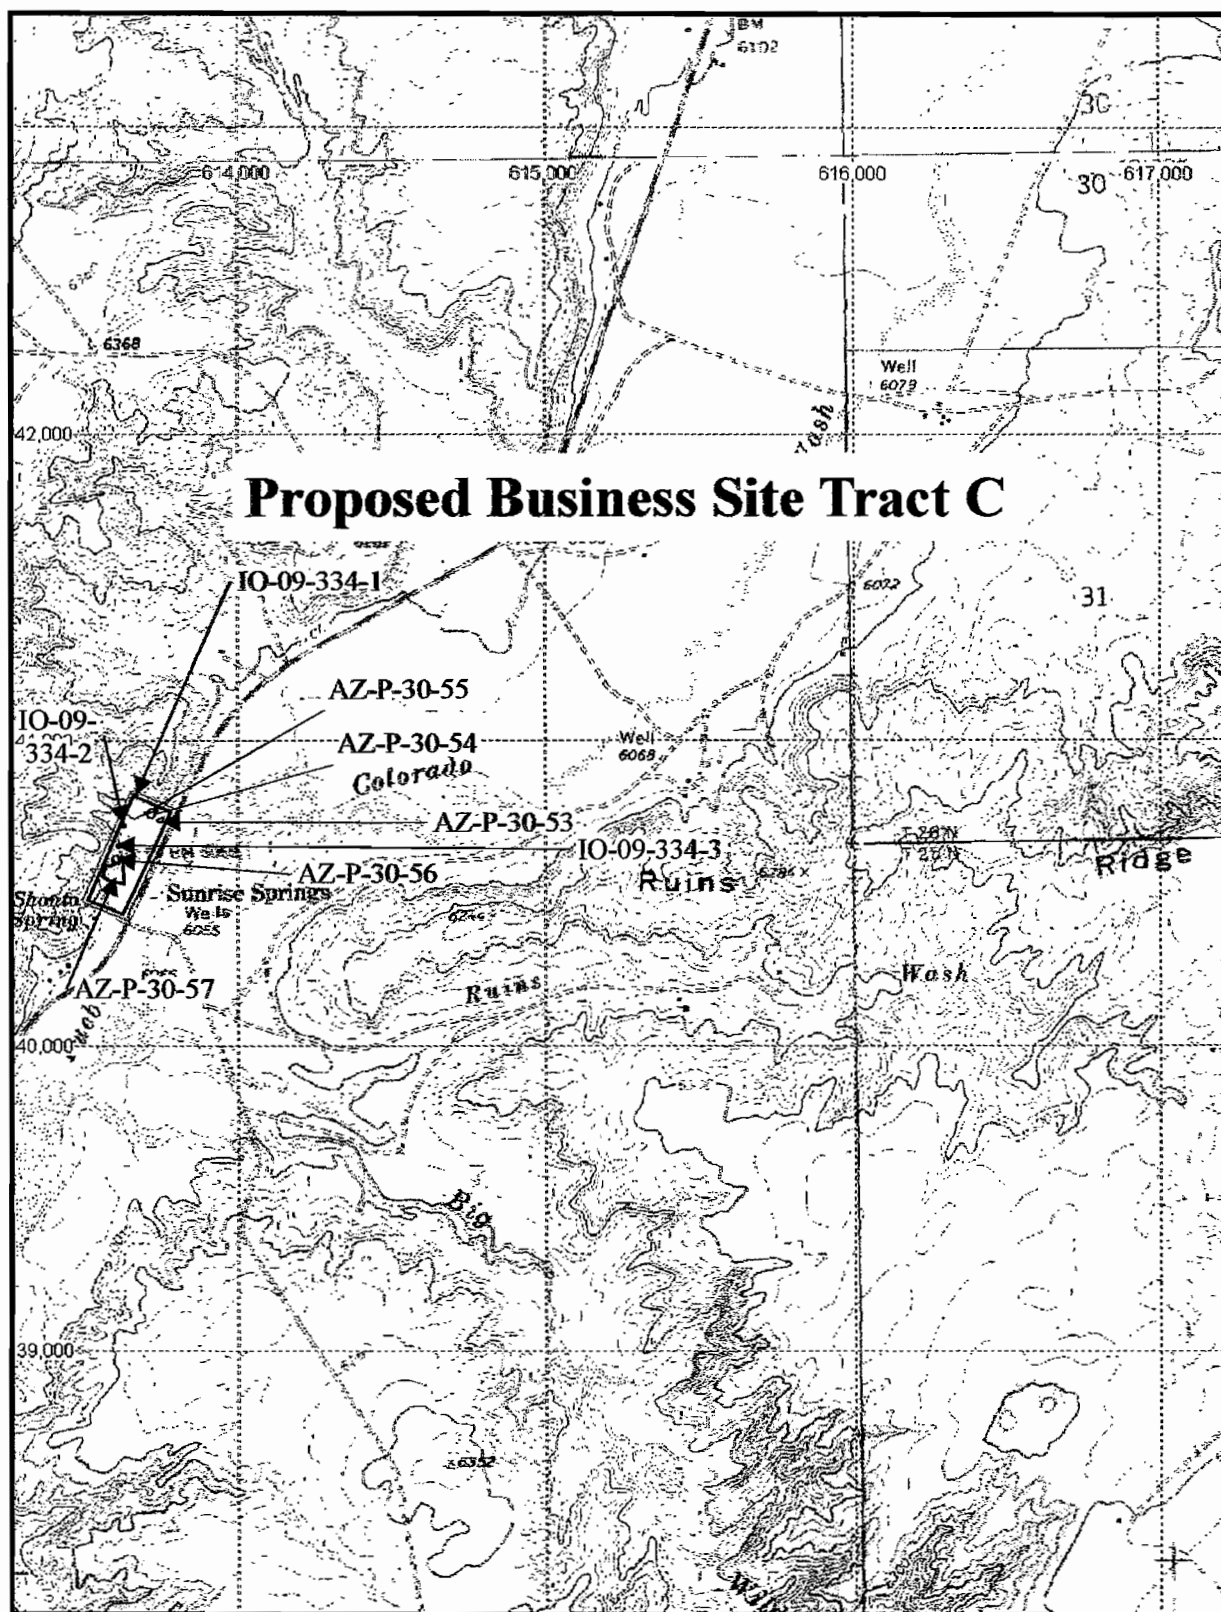 BM
6102
30
614,000
615,000
616,000
617,000
30
6368
Well
6079
42,000
Proposed Business Site Tract C
IO-09-334-1
6072
31
AZ-P-30-55
IO-09-
334-2
AZ-P-30-54
Well
6068
Colorado
AZ-P-30-53
IO-09-334-3
Ridge
AZ-P-30-56
Ruins
Sunrise Springs
Spring
Wells
6055
Wash
AZ-P-30-57
Ruins
40,000
Big
39,000
6352